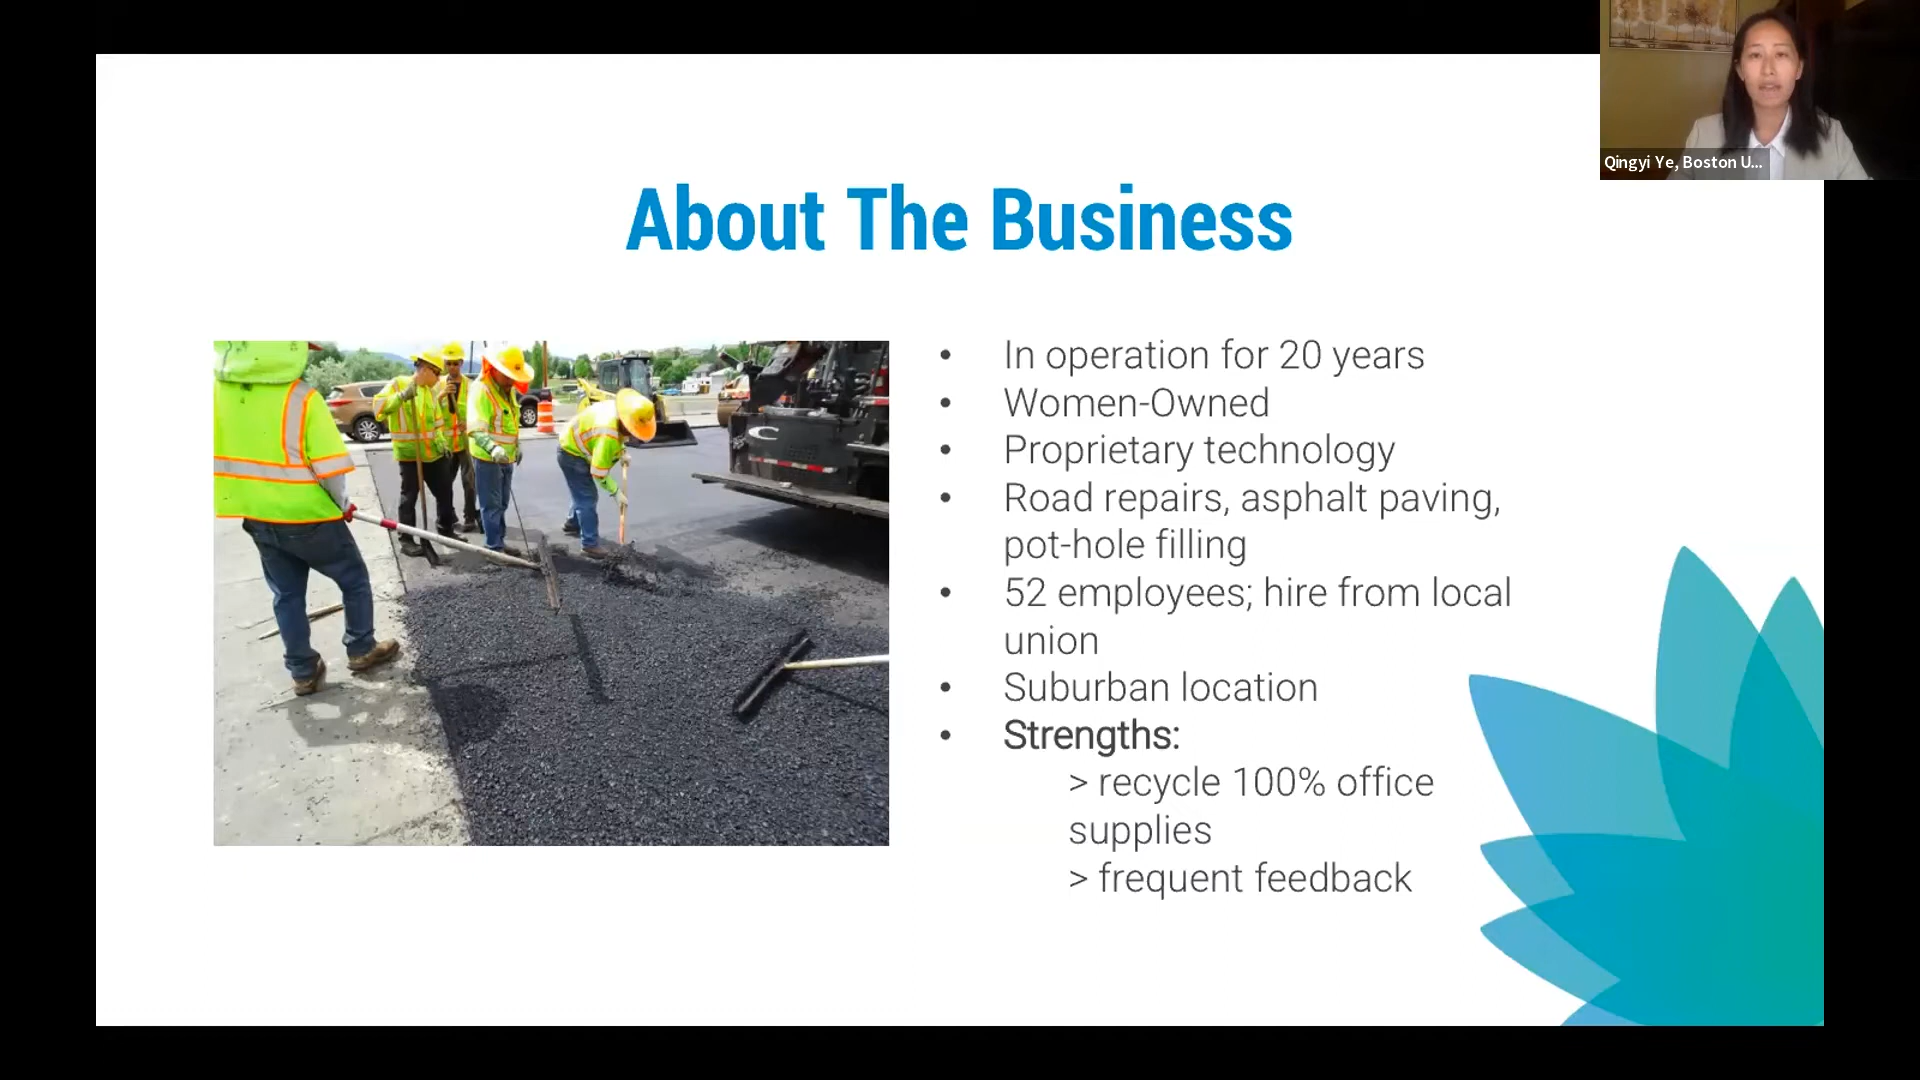 Qingyi Ye, Boston U...
About The Business
• In operation for 20 years
• Women-Owned
• Proprietary technology
• Road repairs, asphalt paving,
pot-hole filling
• 52 employees; hire from local
union
• Suburban location
• Strengths:
> recycle 100% office
supplies
> frequent feedback